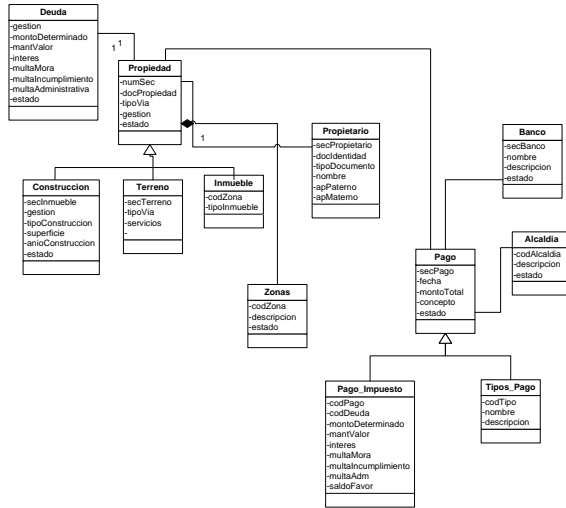 Deuda
-gestion
-montoDeterminado
-mantValor
-interes
-multaMora
-multaIncumplimiento
-multaAdministrativa
-estado
1
1
Propiedad
-numSec
-docPropiedad
-tipoVia
-gestion
-estado
1
Propietario
-secPropietario
-docIdentidad
-tipoDocumento
-nombre
-apPaterno
-apMaterno
Banco
-secBanco
-nombre
-descripcion
-estado
Construccion
-secInmueble
-gestion
-tipoConstruccion
-superficie
-anioConstruccion
-estado
Terreno
-secTerreno
-tipoVia
-servicios
-
Inmueble
-codZona
-tipoInmueble
Alcaldia
-codAlcaldia
-descripcion
-estado
Pago
-secPago
-fecha
-montoTotal
-concepto
-estado
Zonas
-codZona
-descripcion
-estado
Pago_Impuesto
-codPago
-codDeuda
-montoDeterminado
-mantValor
-interes
-multaMora
-multaIncumplimiento
-multaAdm
-saldoFavor
Tipos_Pago
-codTipo
-nombre
-descripcion